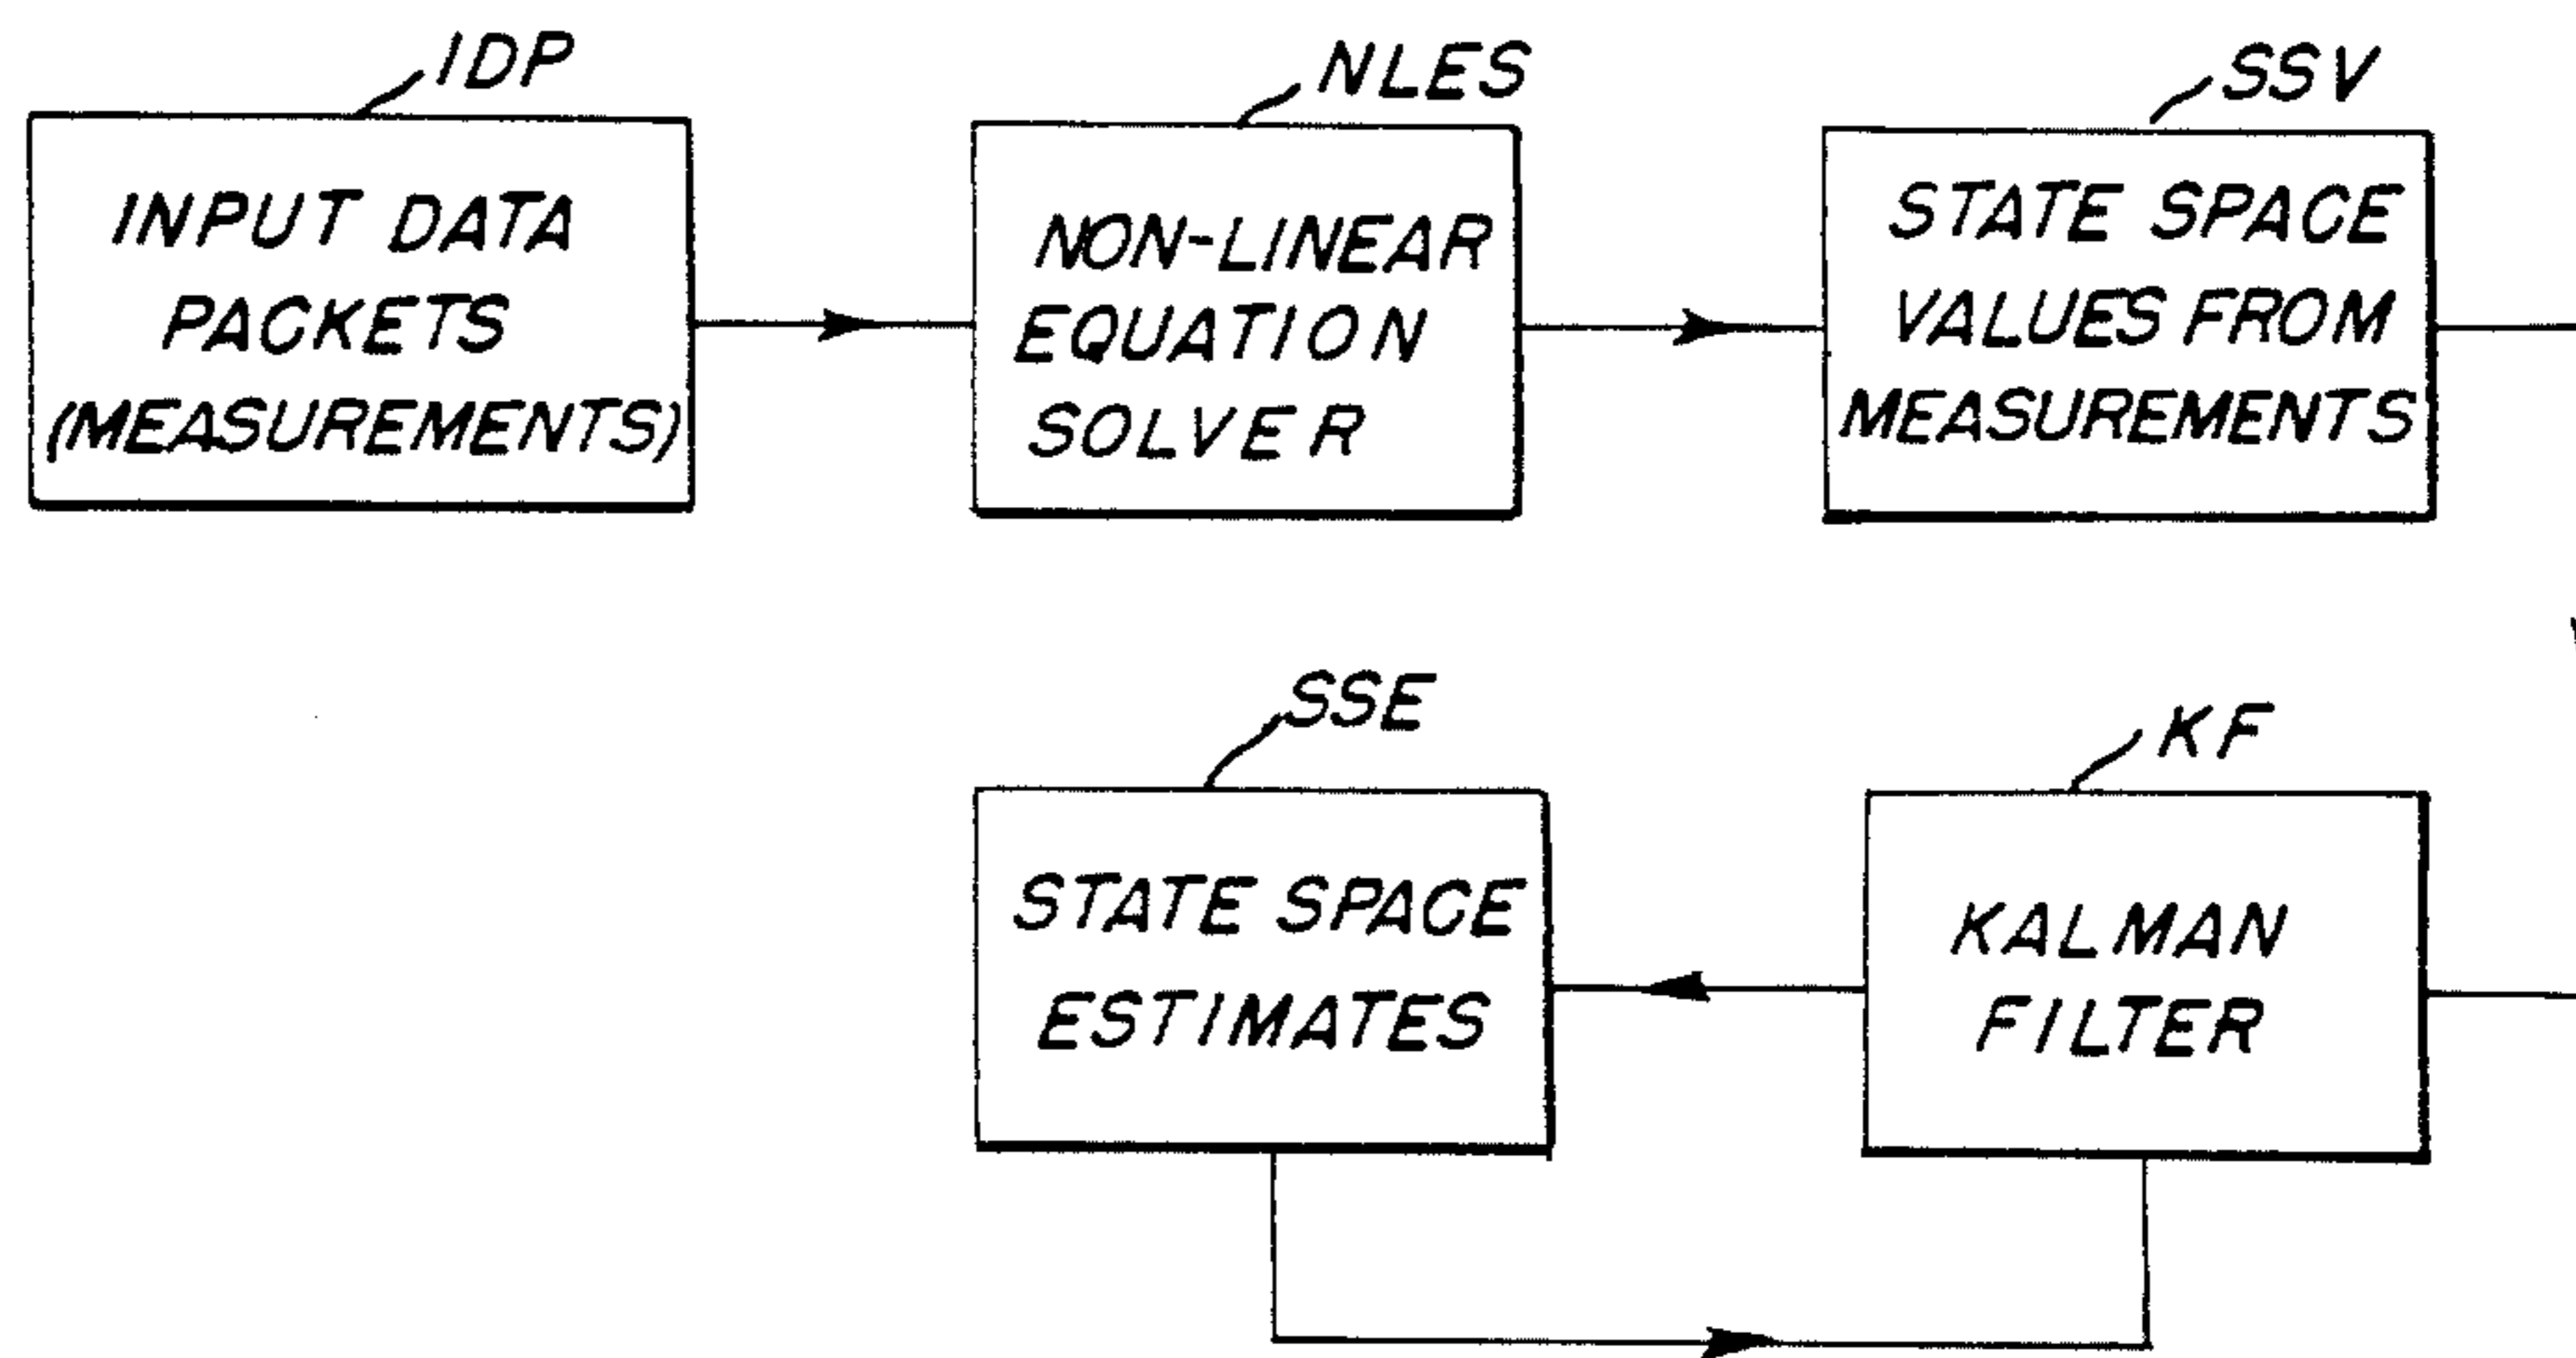 IDP
INPUT DATA
PACKETS
(MEASUREMENTS)
NLES
NON-LINEAR
EQUATION
SOLVER
SSV
STATE SPACE
VALUES FROM
MEASUREMENTS
SSE
STATE SPACE
ESTIMATES
KF
KALMAN
FILTER